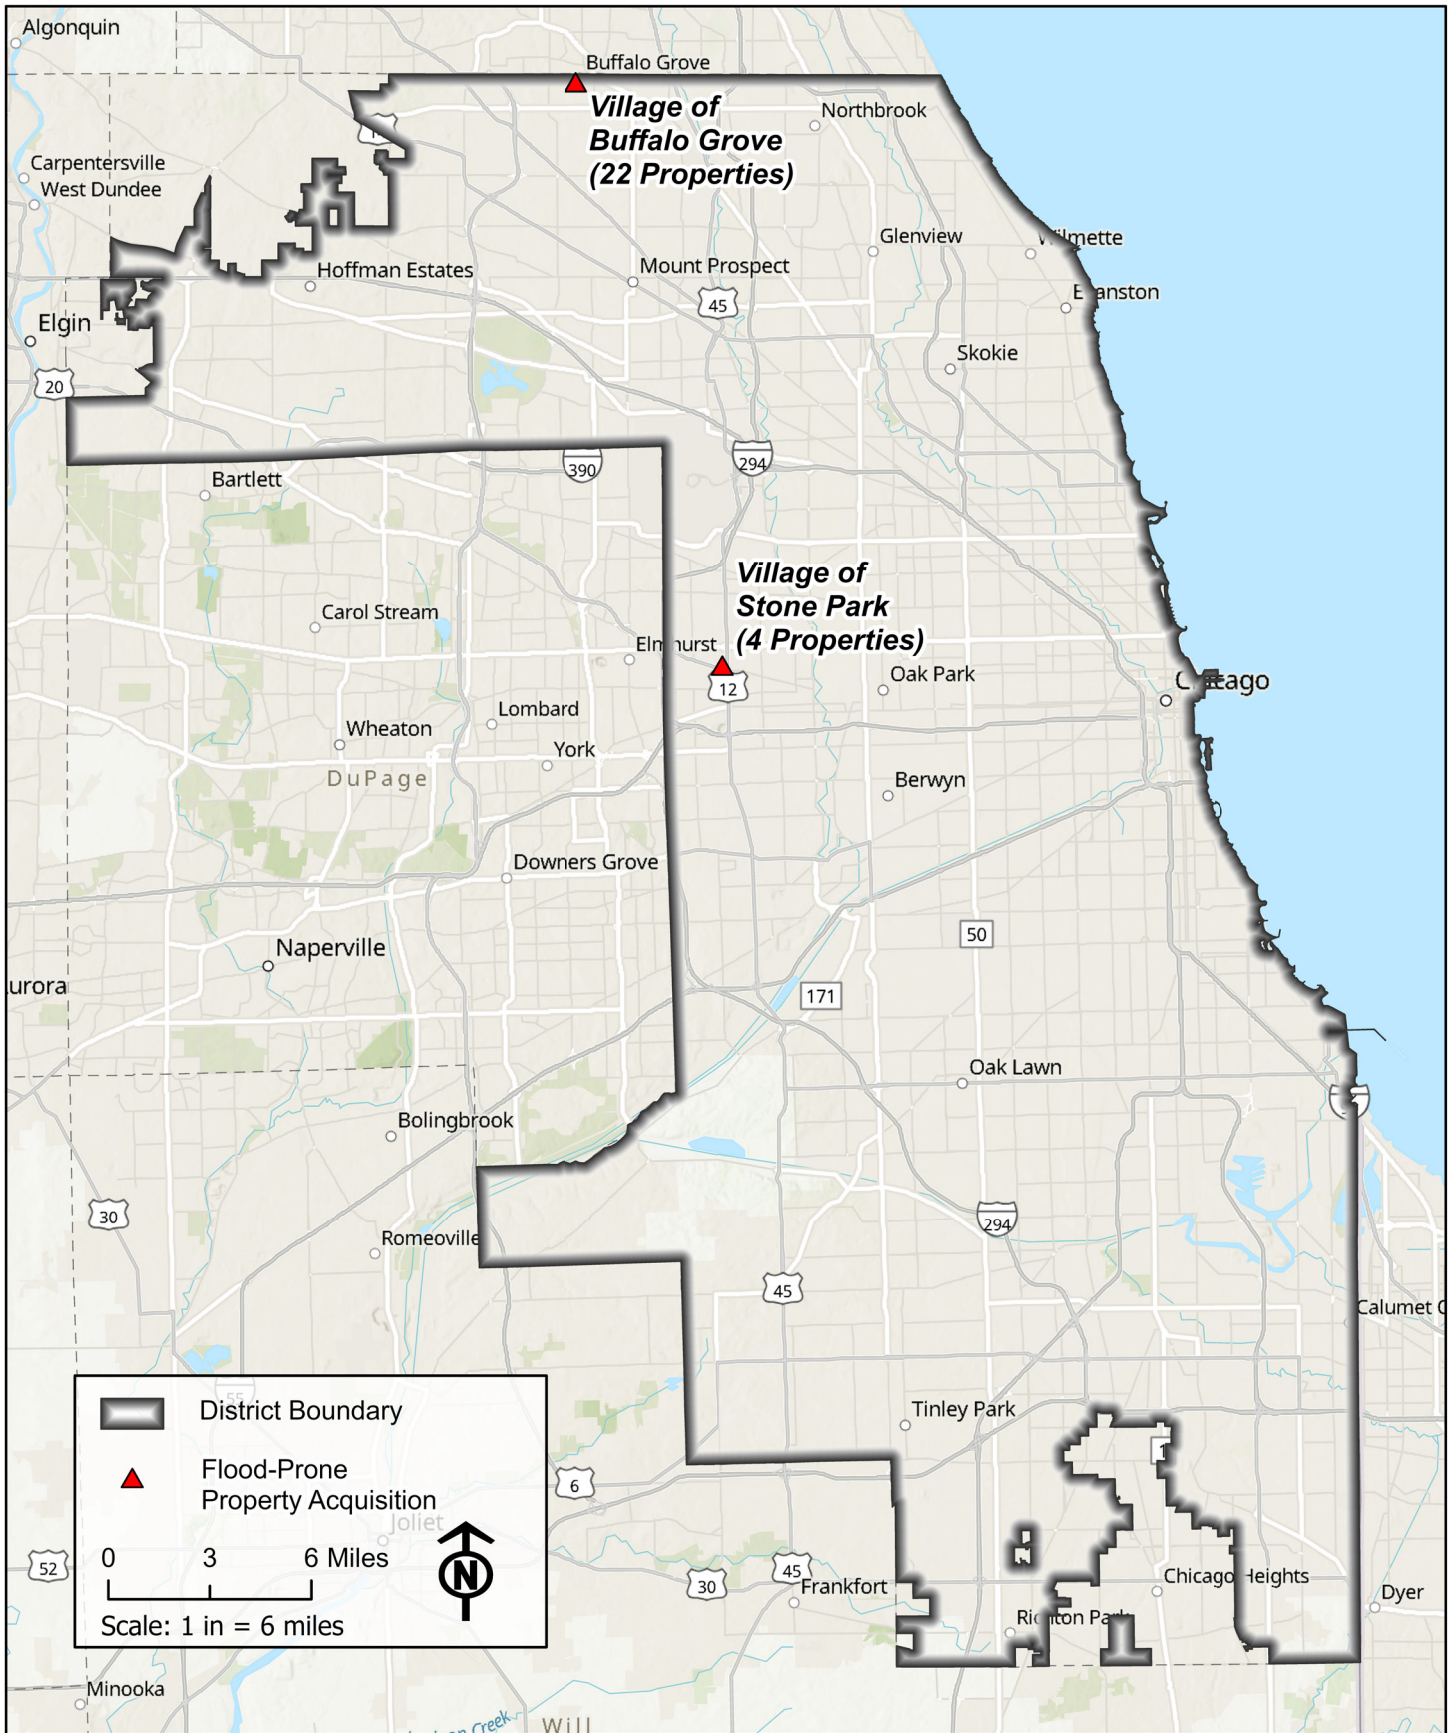 Algonquin
Buffalo Grove
Village of
Buffalo Grove
(22 Properties)
Northbrook
Carpentersville
West Dundee
Glenview
Wilmette
Hoffman Estates
Mount Prospect
Evanston
45
Elgin
Skokie
20
390
294
Bartlett
Village of
Stone Park
(4 Properties)
Carol Stream
Elmhurst
12
Oak Park
Chicago
Lombard
Wheaton
York
DuPage
Berwyn
Downers Grove
50
Naperville
urora
171
Oak Lawn
Bolingbrook
30
294
Romeoville
45
Calumet C
55
District Boundary
Tinley Park
Flood-Prone
Property Acquisition
6
Joliet
0 3 6 Miles
N
Scale: 1 in = 6 miles
52
45
30
Frankfort
Chicago Heights
Dyer
Richton Park
Minooka
Creek
Will